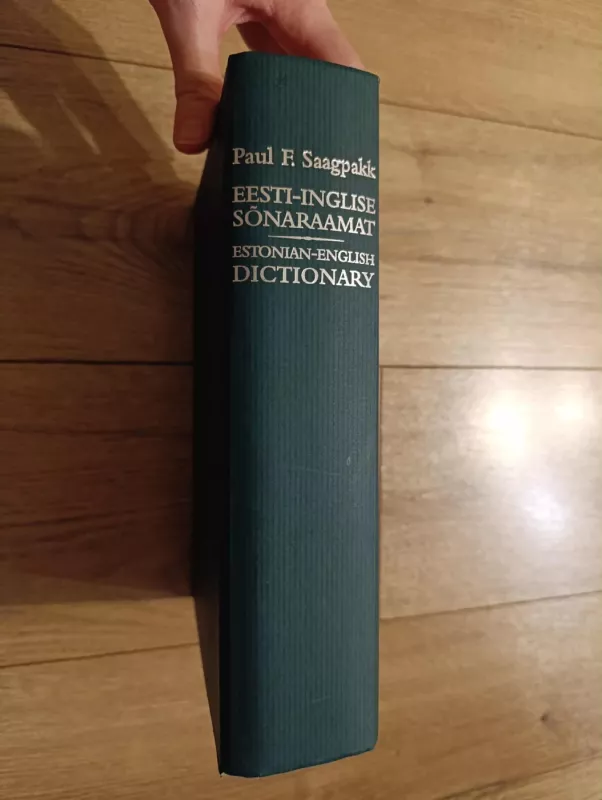 Paul F. Saagpakk
EESTI-INGLISE
SÕNARAAMAT
ESTONIAN-ENGLISH
DICTIONARY